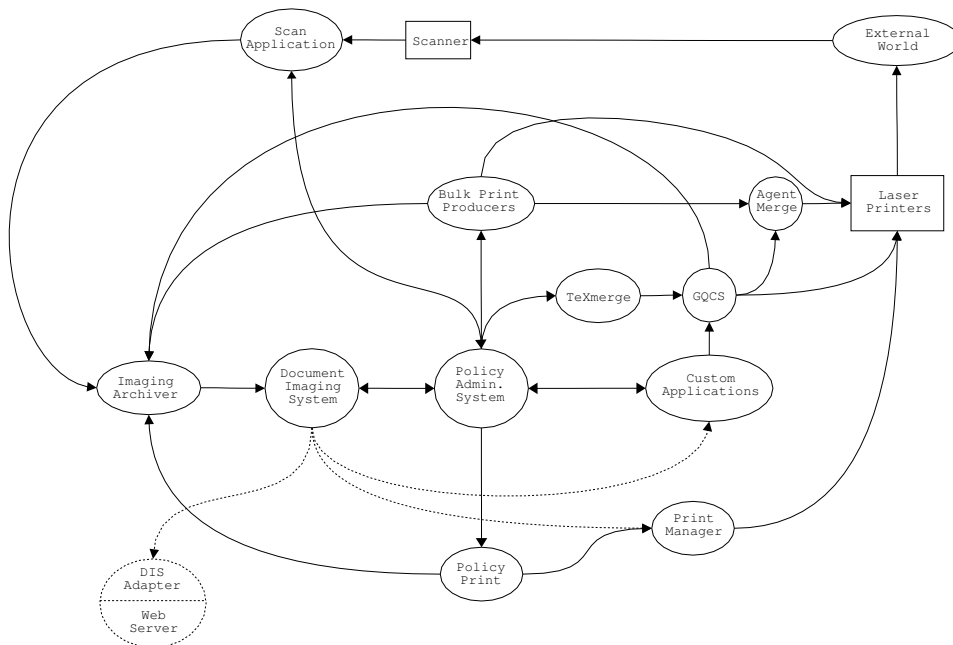 Scan
Application
Scanner
External
World
Bulk Print
Producers
Agent
Merge
Laser
Printers
TeXmerge
GQCS
Imaging
Archiver
Document
Imaging
System
Policy
Admin.
System
Custom
Applications
Print
Manager
DIS
Adapter
Web
Server
Policy
Print